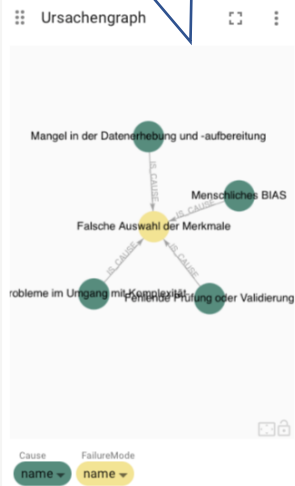 Ursachengraph
Mangel in der Datenerhebung und -aufbereitung
IS_CAUSE
Menschliches BIAS
IS_CAUSE
Falsche Auswahl der Merkmale
IS_CAUSE
IS_CAUSE
robleme im Umgang mit Komplexität
Fehlende Prüfung oder Validierung
Cause
FailureMode
name
name